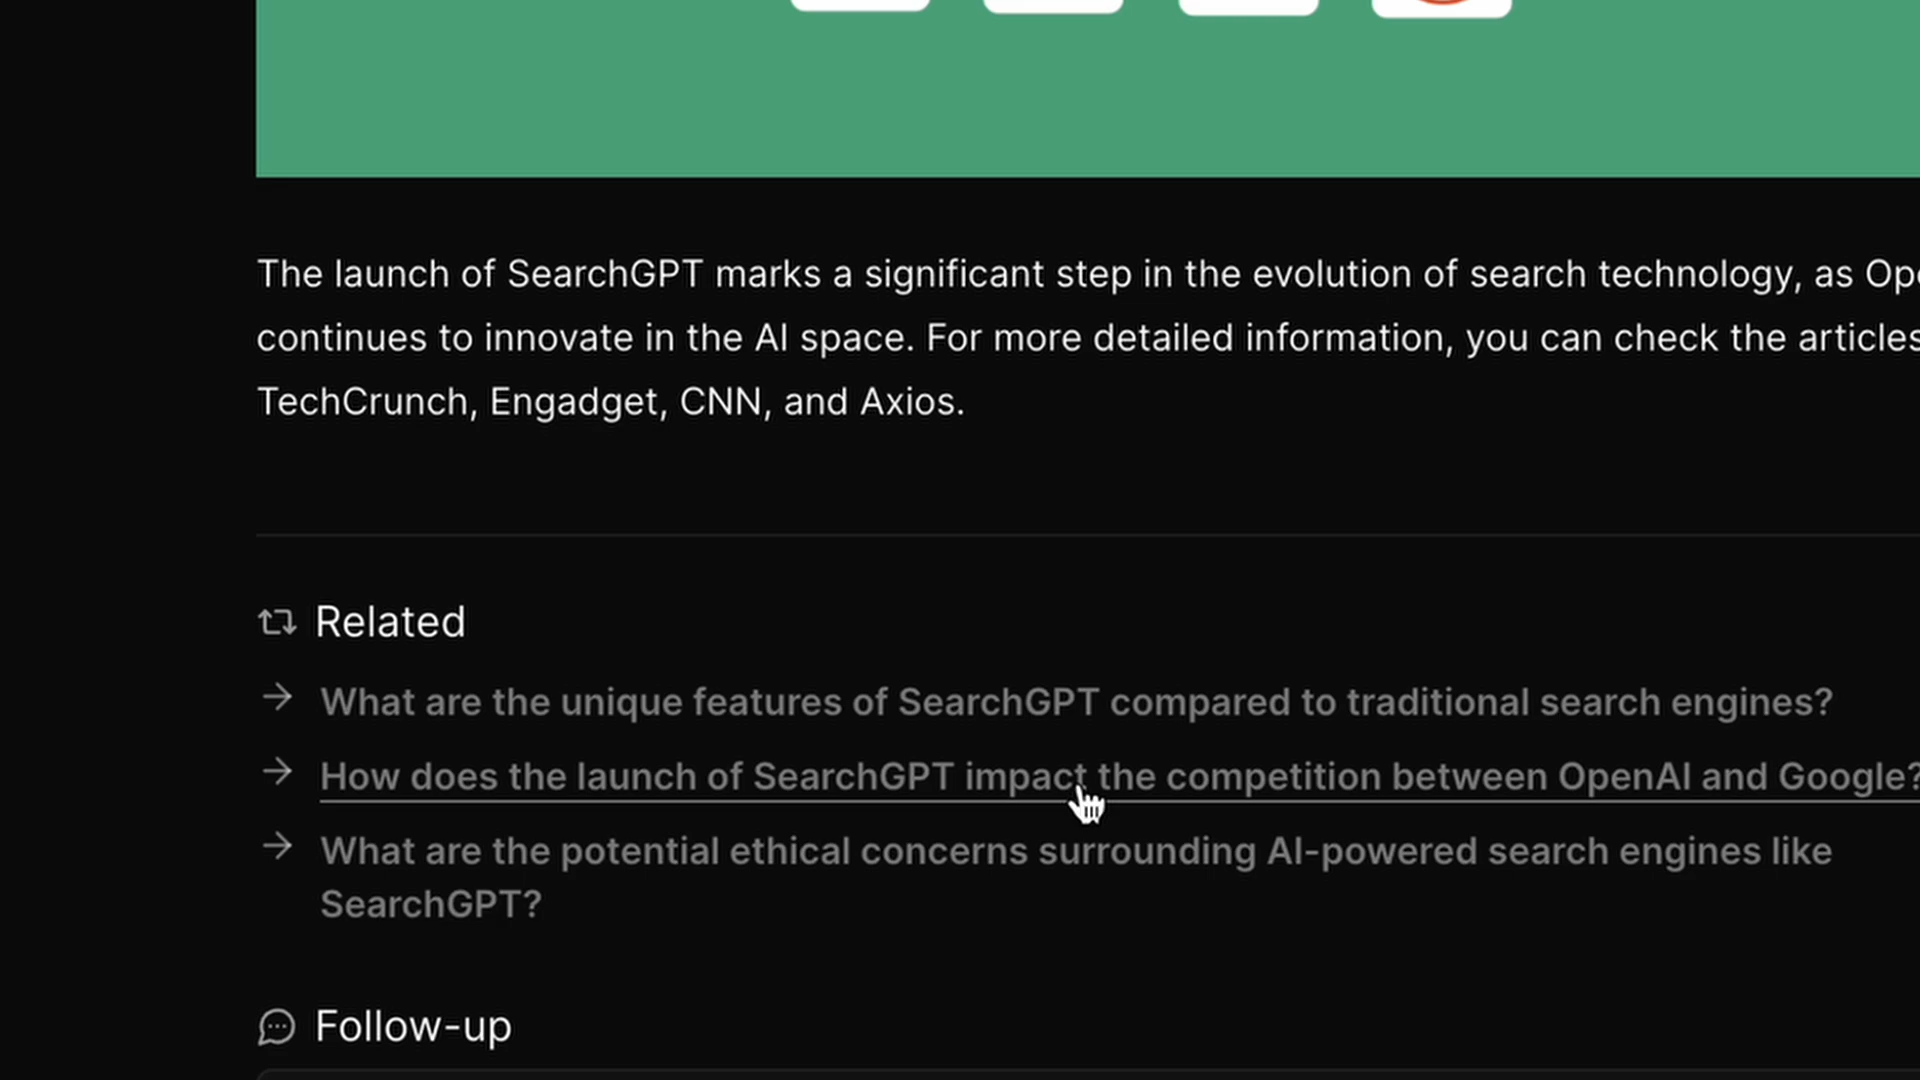 The launch of SearchGPT marks a significant step in the evolution of search technology, as
continues to innovate in the AI space. For more detailed information, you can check the articles
TechCrunch, Engadget, CNN, and Axios.
Related
What are the unique features of SearchGPT compared to traditional search engines?
How does the launch of SearchGPT impact the competition between OpenAI and Google?
What are the potential ethical concerns surrounding AI-powered search engines like
SearchGPT?
Follow-up